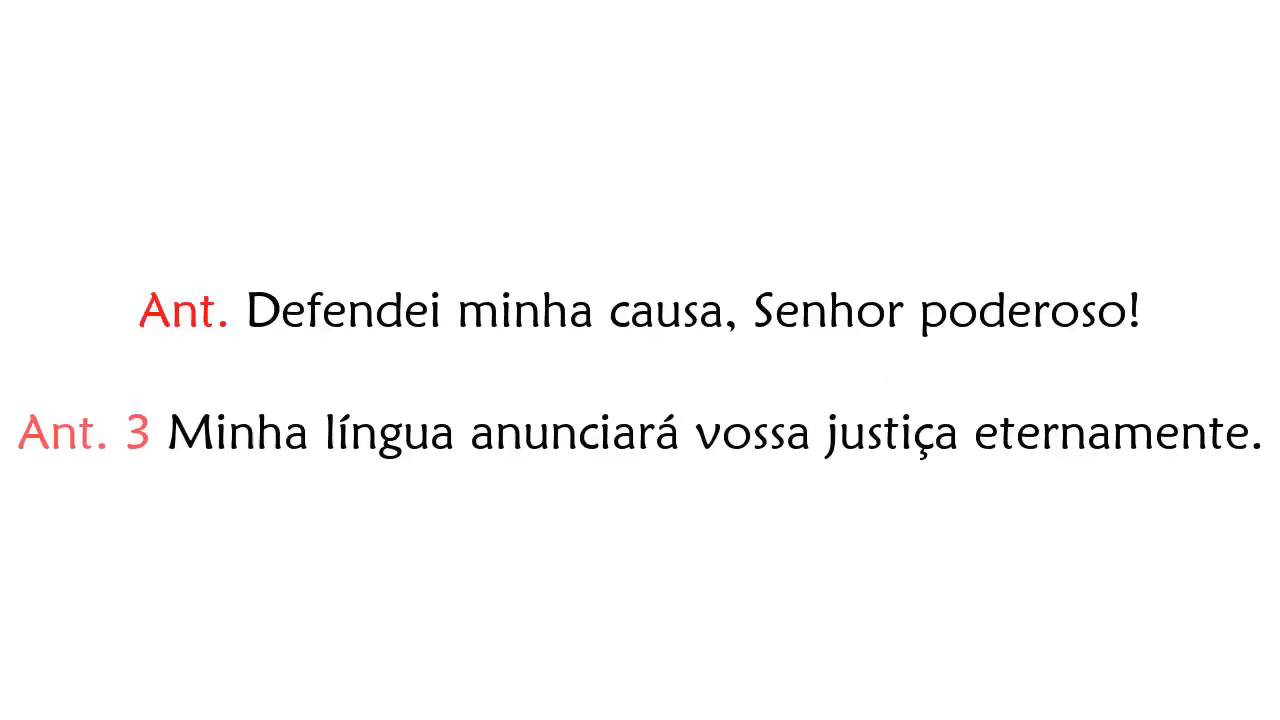 Ant. Defendei minha causa, Senhor poderoso!
Ant. 3 Minha língua anunciará vossa justiça eternamente.